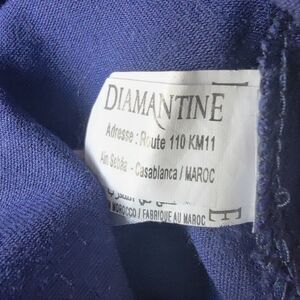 DIAMANTINE
Adresse : Route 110 KM11
Ain Sebâa - Casablanca / MAROC
MOROCCO / FABRIQUE AU MAROC